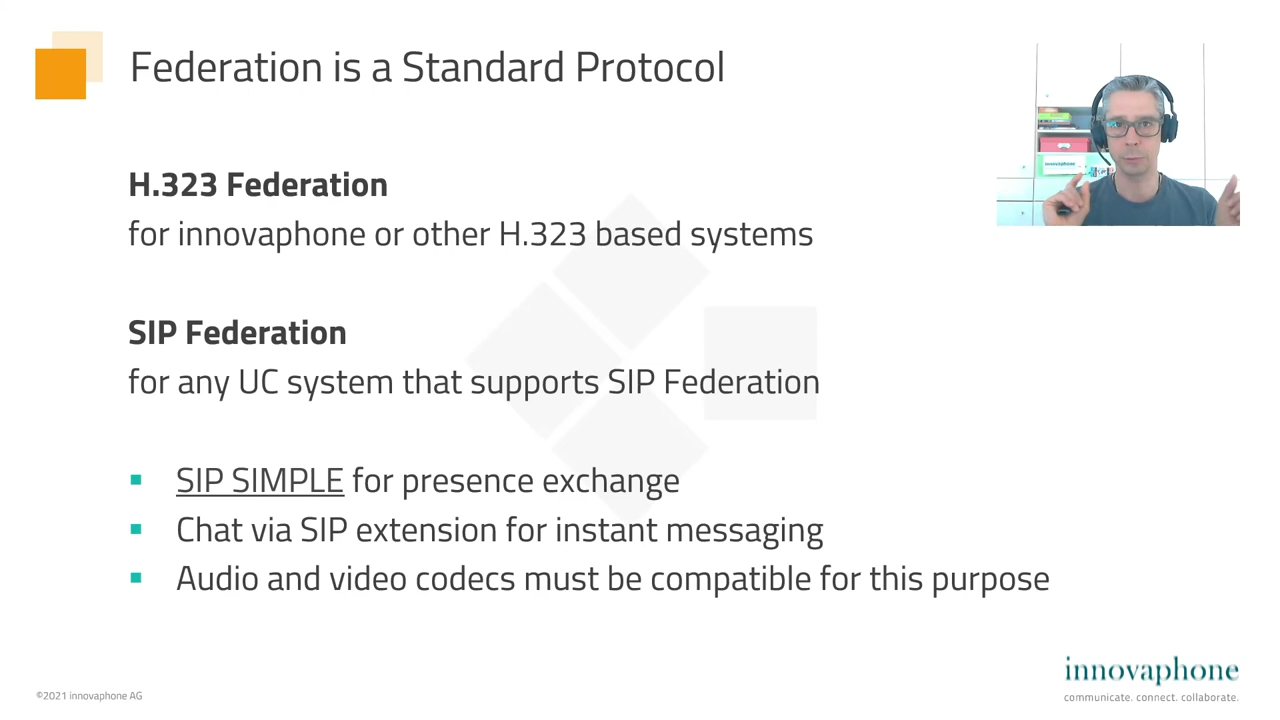 Federation is a Standard Protocol
H.323 Federation
for innovaphone or other H.323 based systems
SIP Federation
for any UC system that supports SIP Federation
SIP SIMPLE for presence exchange
Chat via SIP extension for instant messaging
Audio and video codecs must be compatible for this purpose
innovaphone
©2021 innovaphone AG
innovaphone
communicate. connect. collaborate.